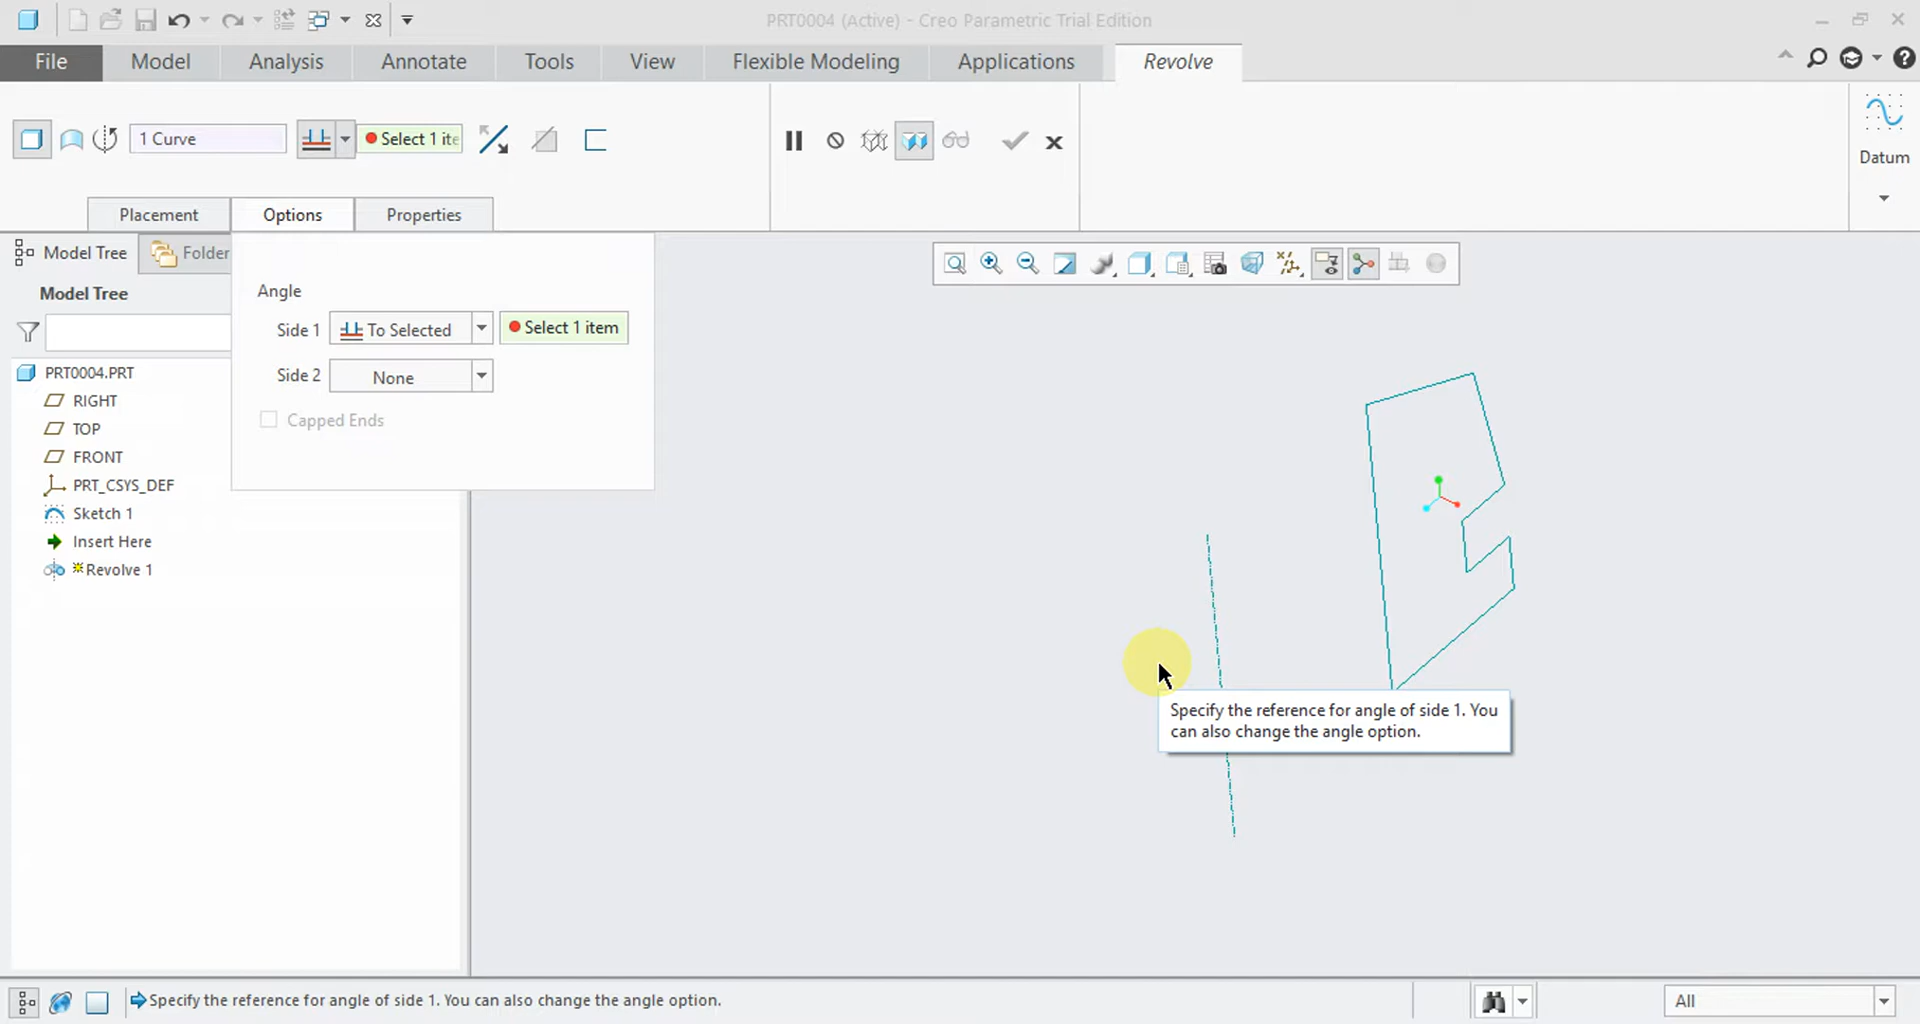 PRT0004 (Active) - Creo Parametric Trial Edition
File Model Analysis Annotate Tools View Flexible Modeling Applications Revolve
1 Curve Select 1 ite
Datum
Placement Options Properties
Model Tree Folder
Model Tree
Angle
Side 1 To Selected Select 1 item
Side 2 None
Capped Ends
PRT0004.PRT
RIGHT
TOP
FRONT
PRT_CSYS_DEF
Sketch 1
Insert Here
Revolve 1
Specify the reference for angle of side 1. You
can also change the angle option.
Specify the reference for angle of side 1. You can also change the angle option.
All